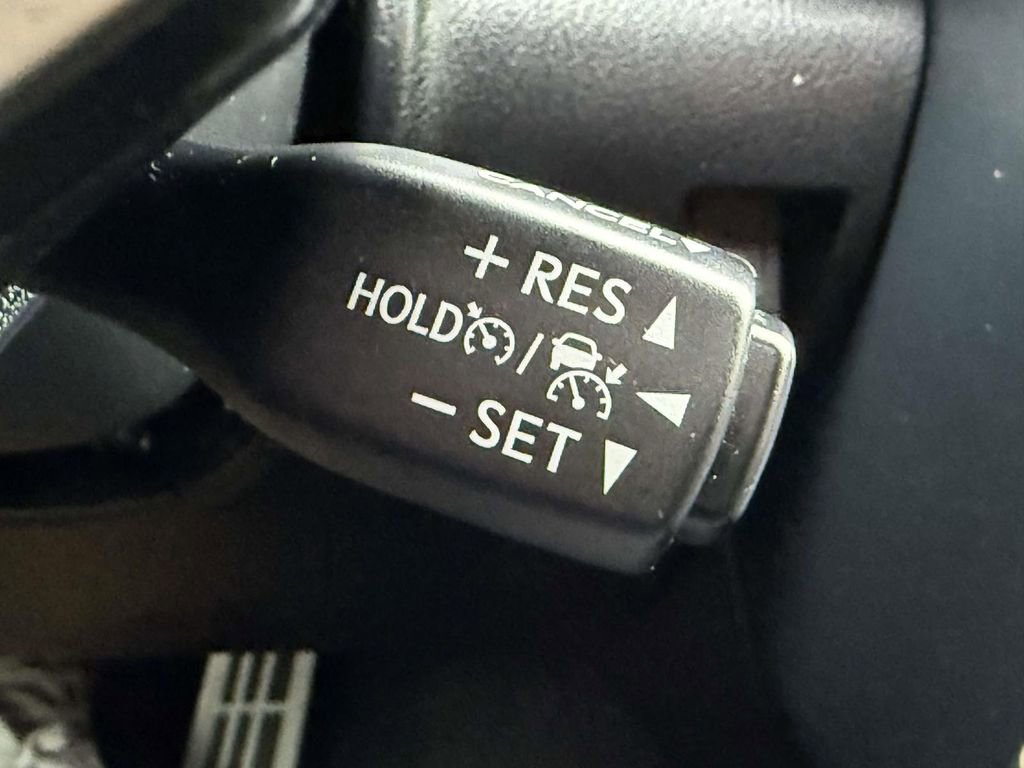 CANCEL
+ RES
HOLD /
- SET